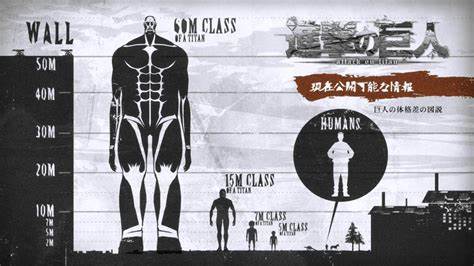 WALL
50M
40M
30M
20M
10M
7M
5M
60M CLASS
OF A TITAN
15M CLASS
OF A TITAN
7M CLASS
OF A TITAN
5M CLASS
OF A TITAN
進撃の巨人
attack on titan
現在公開可能な情報
巨人の体格差の図説
HUMANS